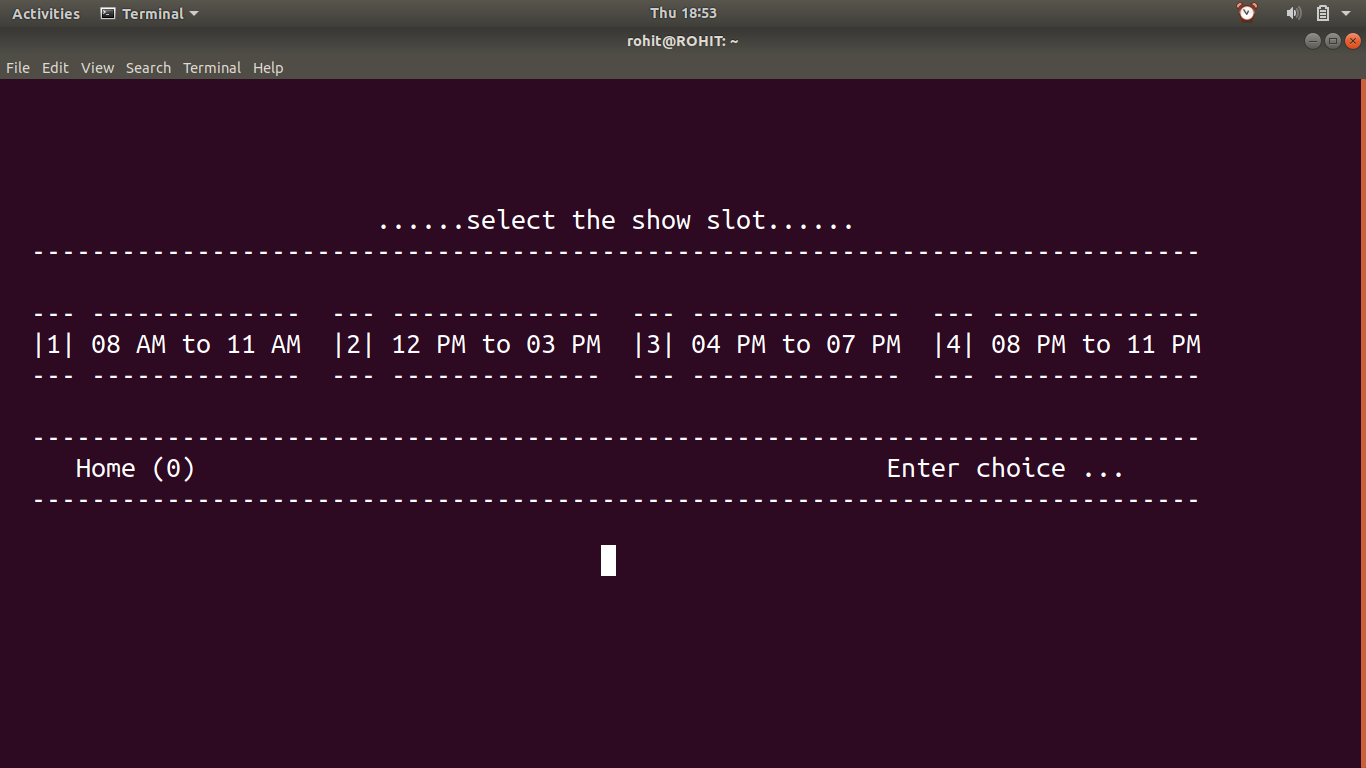 Activities Terminal Thu 18:53
rohit@ROHIT: ~
File Edit View Search Terminal Help
......select the show slot......
------------------------------------------------------------------------------
--- -------------- --- -------------- --- -------------- --- --------------
|1| 08 AM to 11 AM |2| 12 PM to 03 PM |3| 04 PM to 07 PM |4| 08 PM to 11 PM
--- -------------- --- -------------- --- -------------- --- --------------
------------------------------------------------------------------------------
Home (0) Enter choice ...
------------------------------------------------------------------------------